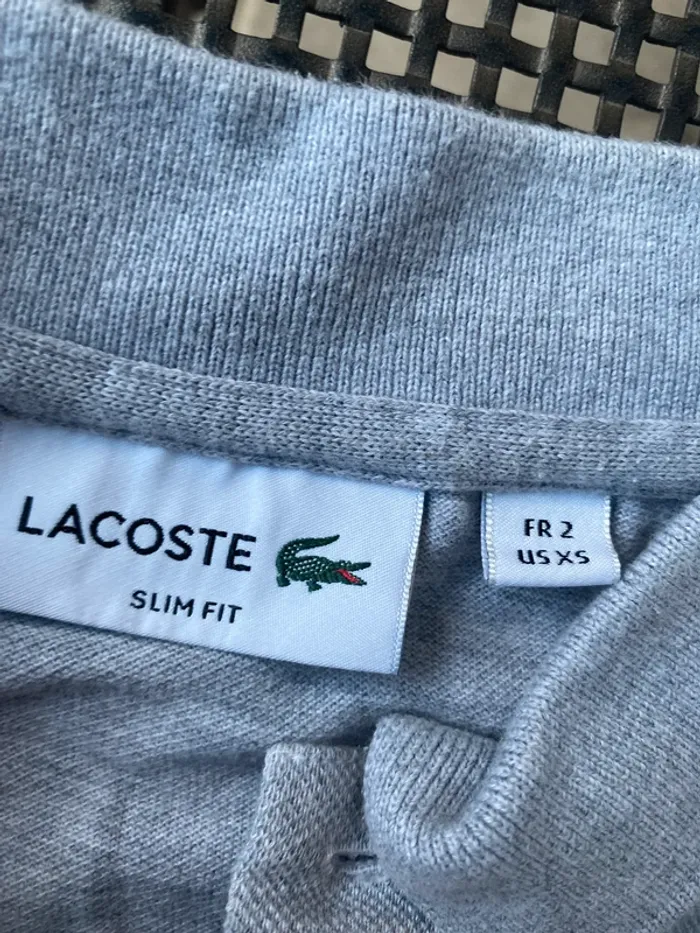 LACOSTE
SLIM FIT
FR 2
US XS